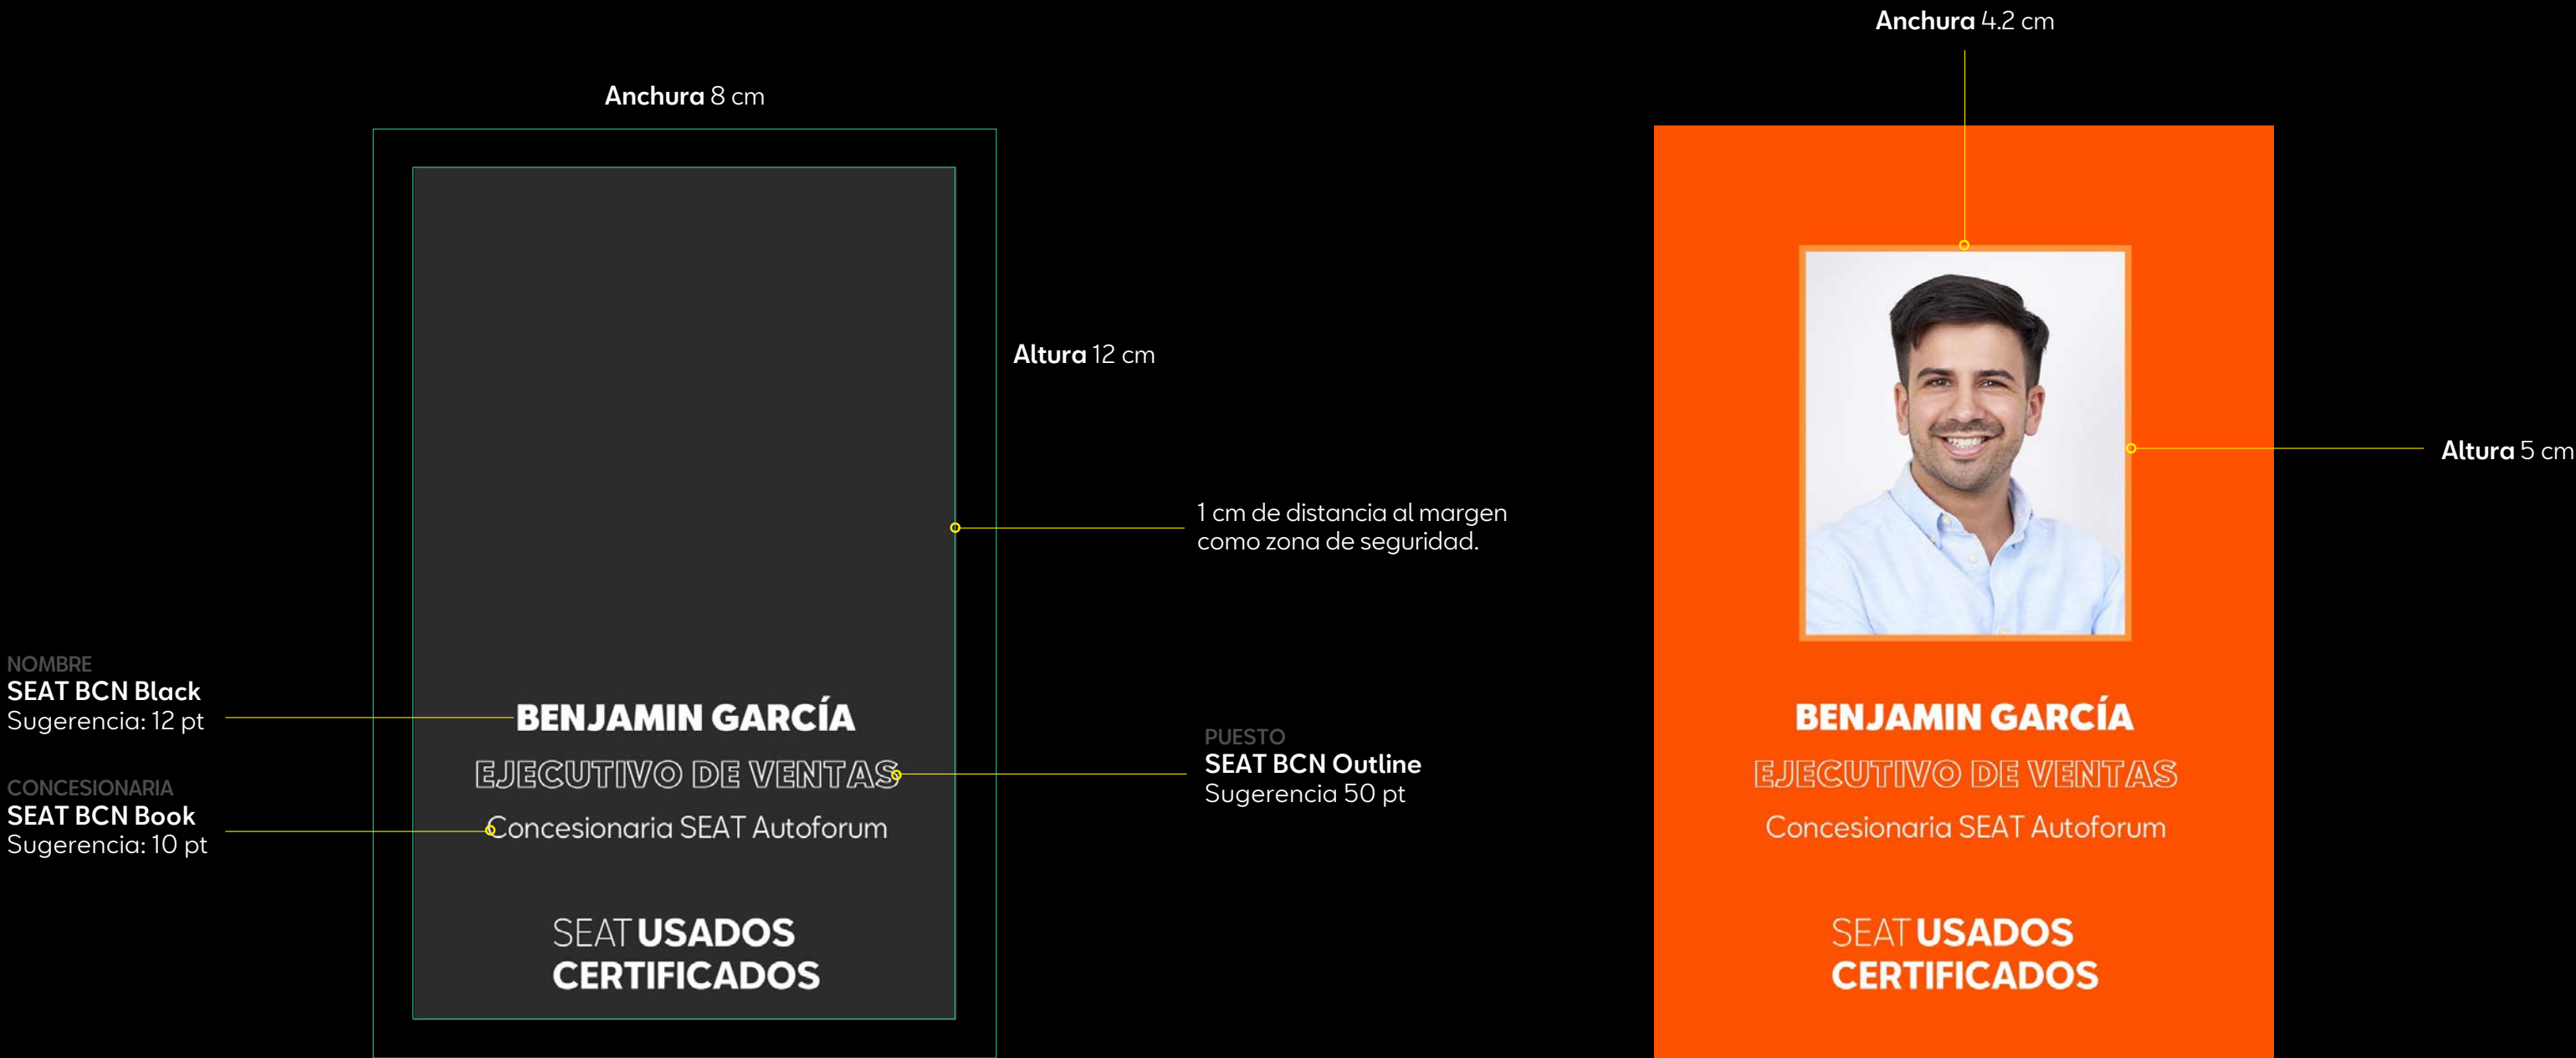 Anchura 4.2 cm
Anchura 8 cm
Altura 12 cm
Altura 5 cm
1 cm de distancia al margen
como zona de seguridad.
NOMBRE
SEAT BCN Black
Sugerencia: 12 pt
CONCESIONARIA
SEAT BCN Book
Sugerencia: 10 pt
BENJAMIN GARCÍA
EJECUTIVO DE VENTAS
Concesionaria SEAT Autoforum
SEAT USADOS
CERTIFICADOS
PUESTO
SEAT BCN Outline
Sugerencia 50 pt
BENJAMIN GARCÍA
EJECUTIVO DE VENTAS
Concesionaria SEAT Autoforum
SEAT USADOS
CERTIFICADOS